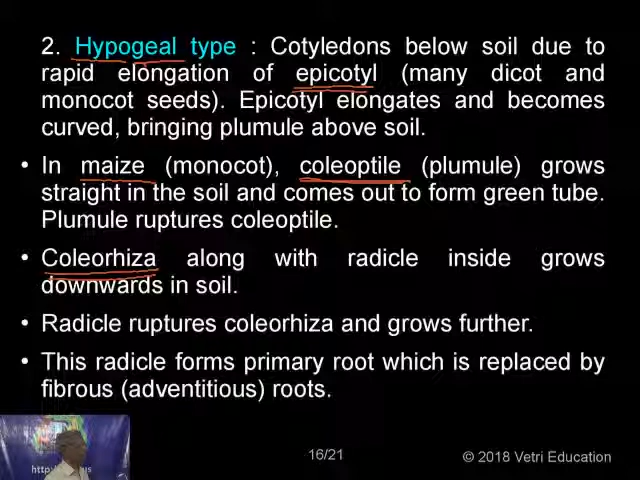 2. Hypogeal type : Cotyledons below soil due to
rapid elongation of epicotyl (many dicot and
monocot seeds). Epicotyl elongates and becomes
curved, bringing plumule above soil.
• In maize (monocot), coleoptile (plumule) grows
straight in the soil and comes out to form green tube.
Plumule ruptures coleoptile.
• Coleorhiza along with radicle inside grows
downwards in soil.
• Radicle ruptures coleorhiza and grows further.
• This radicle forms primary root which is replaced by
fibrous (adventitious) roots.
16/21
© 2018 Vetri Education